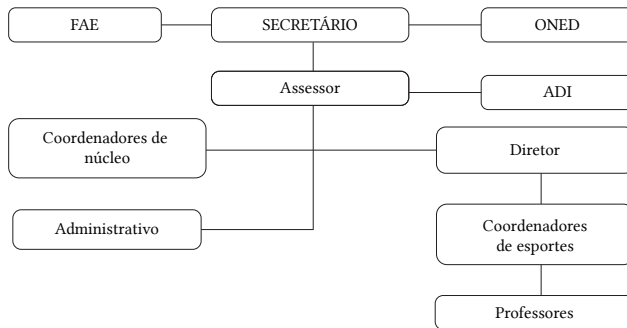 FAE
SECRETÁRIO
ONED
Assessor
ADI
Coordenadores de
núcleo
Diretor
Administrativo
Coordenadores
de esportes
Professores